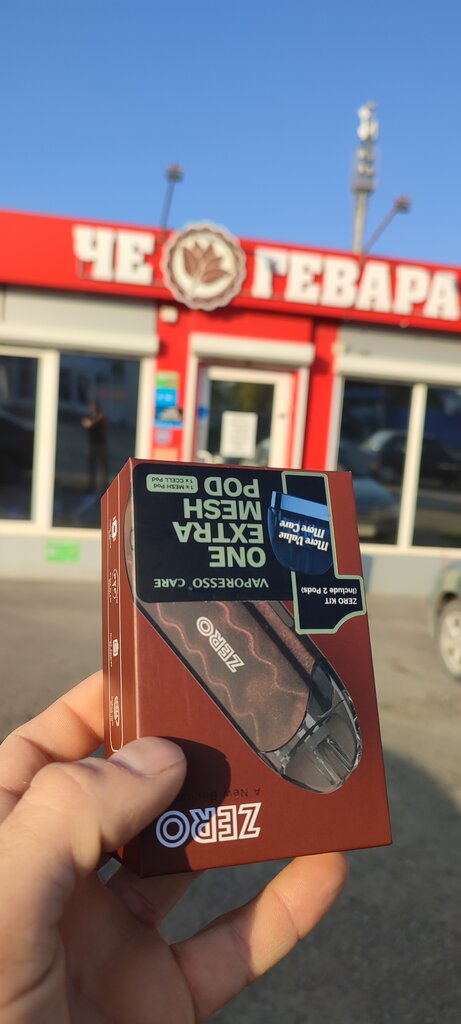 ЧЕ ГЕВАРА
ZERO
A New B
ZERO
ZERO KIT
(Include 2 Pods)
More Value
More Care
VAPORESSO CARE
ONE
EXTRA
MESH
POD
1 x MESH Pod
1 x CCELL Pod